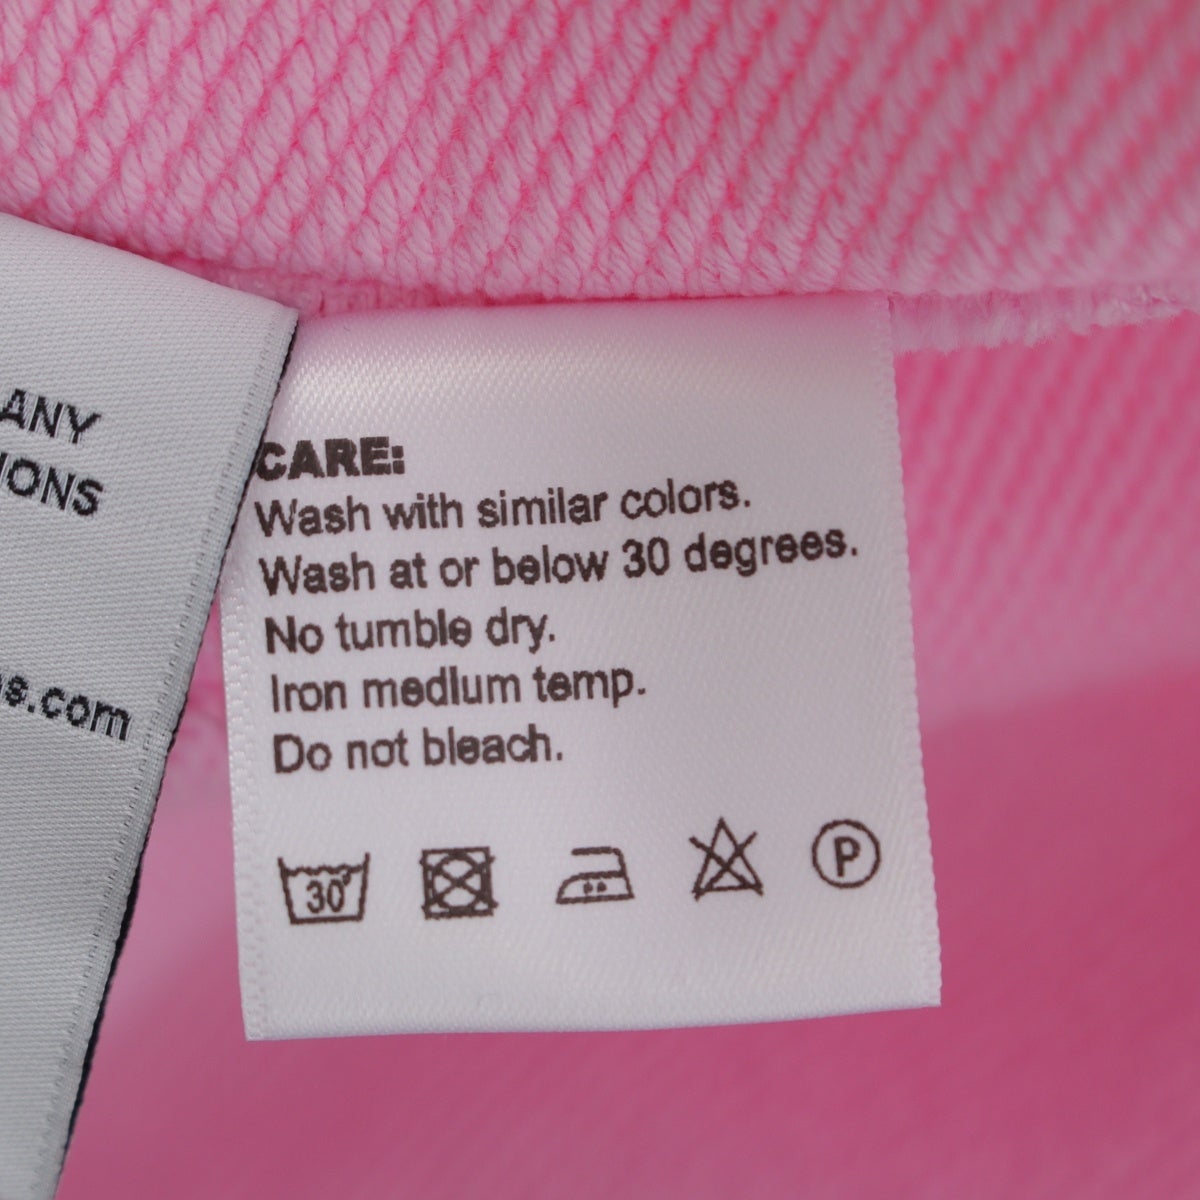 ANY
IONS
s.com
CARE:
Wash with similar colors.
Wash at or below 30 degrees.
No tumble dry.
Iron medium temp.
Do not bleach.
30° P